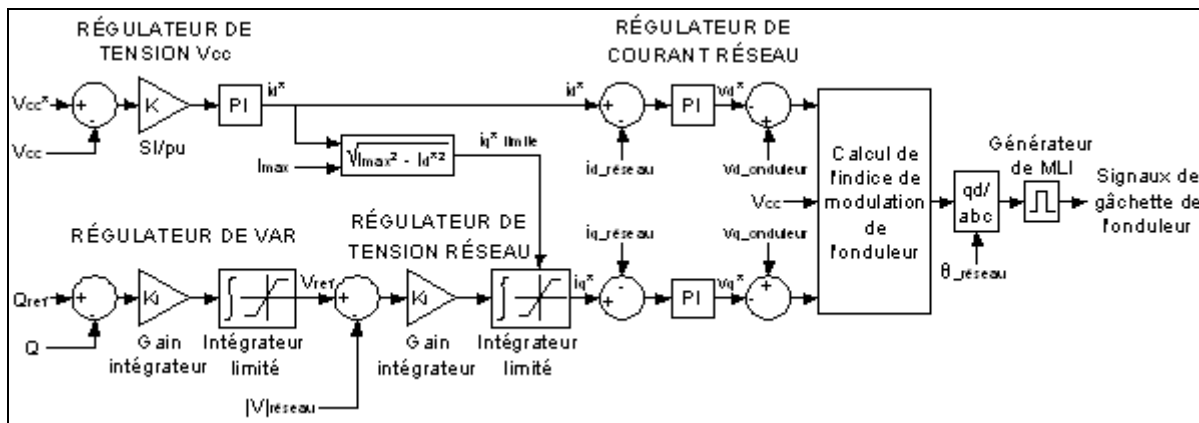 RÉGULATEUR DE
TENSION Vcc
RÉGULATEUR DE
COURANT RÉSEAU
Vcc*
+
-
K
PI
id*
id*
+
-
PI
vd*
-
+
Vcc
SI/pu
Imax
√Imax² - Id*²
iq* limite
id_réseau
vd_onduleur
Vcc
Calcul de
l'indice de
modulation
de
l'onduleur
qd/
abc
Générateur
de MLI
Signaux de
gâchette de
l'onduleur
θ_réseau
RÉGULATEUR DE VAR
RÉGULATEUR DE
TENSION RÉSEAU
iq_réseau
vq_onduleur
Qref
+
-
Ki
∫
Vref
+
-
Ki
∫
iq*
+
-
PI
vq*
-
+
Q
Gain
intégrateur
Intégrateur
limité
Gain
intégrateur
Intégrateur
limité
|V|réseau